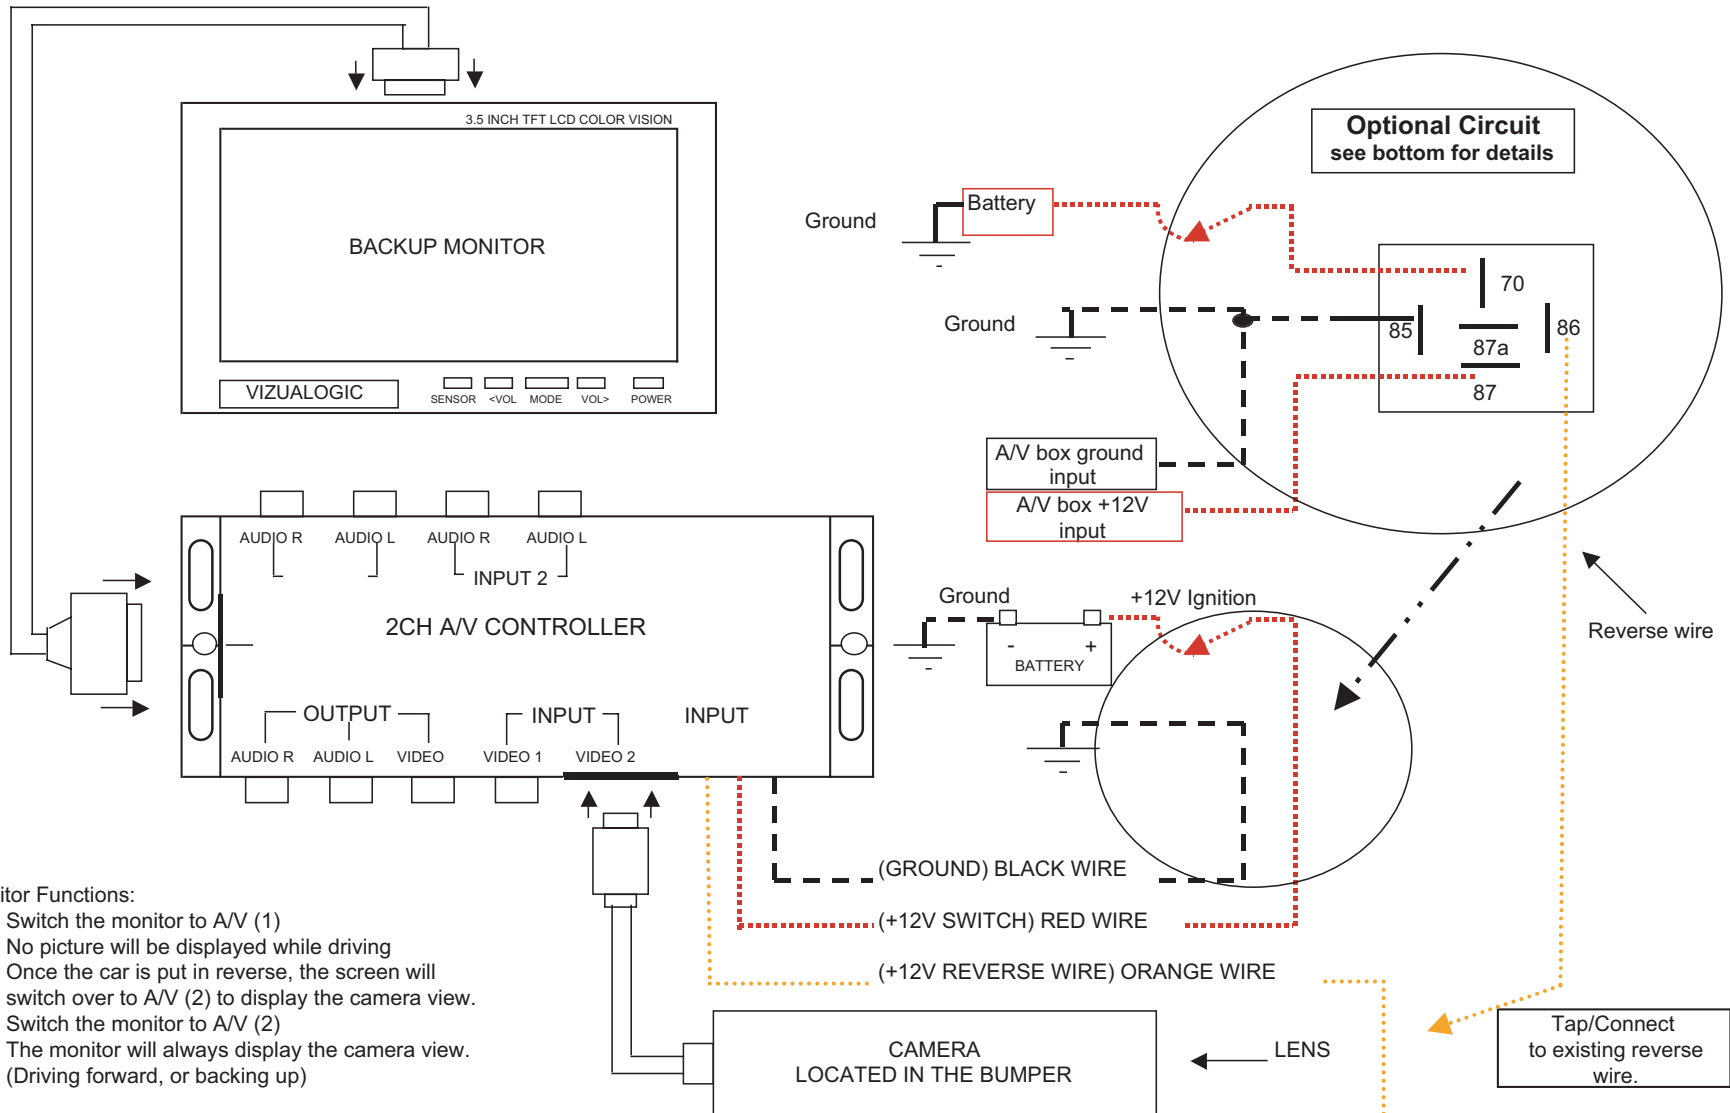 3.5 INCH TFT LCD COLOR VISION
BACKUP MONITOR
VIZUALOGIC
SENSOR <VOL MODE VOL> POWER
Optional Circuit
see bottom for details
Ground
Battery
Ground
70
85
86
87a
87
A/V box ground
input
A/V box +12V
input
Reverse wire
AUDIO R AUDIO L AUDIO R AUDIO L
INPUT 2
2CH A/V CONTROLLER
OUTPUT INPUT INPUT
AUDIO R AUDIO L VIDEO VIDEO 1 VIDEO 2
Ground
+12V Ignition
- +
BATTERY
(GROUND) BLACK WIRE
(+12V SWITCH) RED WIRE
(+12V REVERSE WIRE) ORANGE WIRE
itor Functions:
Switch the monitor to A/V (1)
No picture will be displayed while driving
Once the car is put in reverse, the screen will
switch over to A/V (2) to display the camera view.
Switch the monitor to A/V (2)
The monitor will always display the camera view.
(Driving forward, or backing up)
CAMERA
LOCATED IN THE BUMPER
LENS
Tap/Connect
to existing reverse
wire.